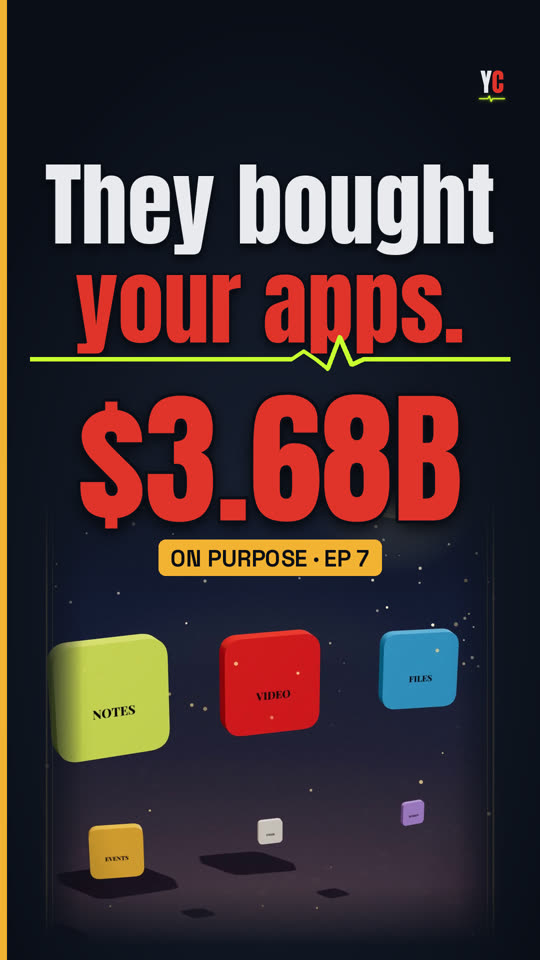 YC
They bought
your apps.
$3.68B
ON PURPOSE · EP 7
NOTES
VIDEO
FILES
EVENTS